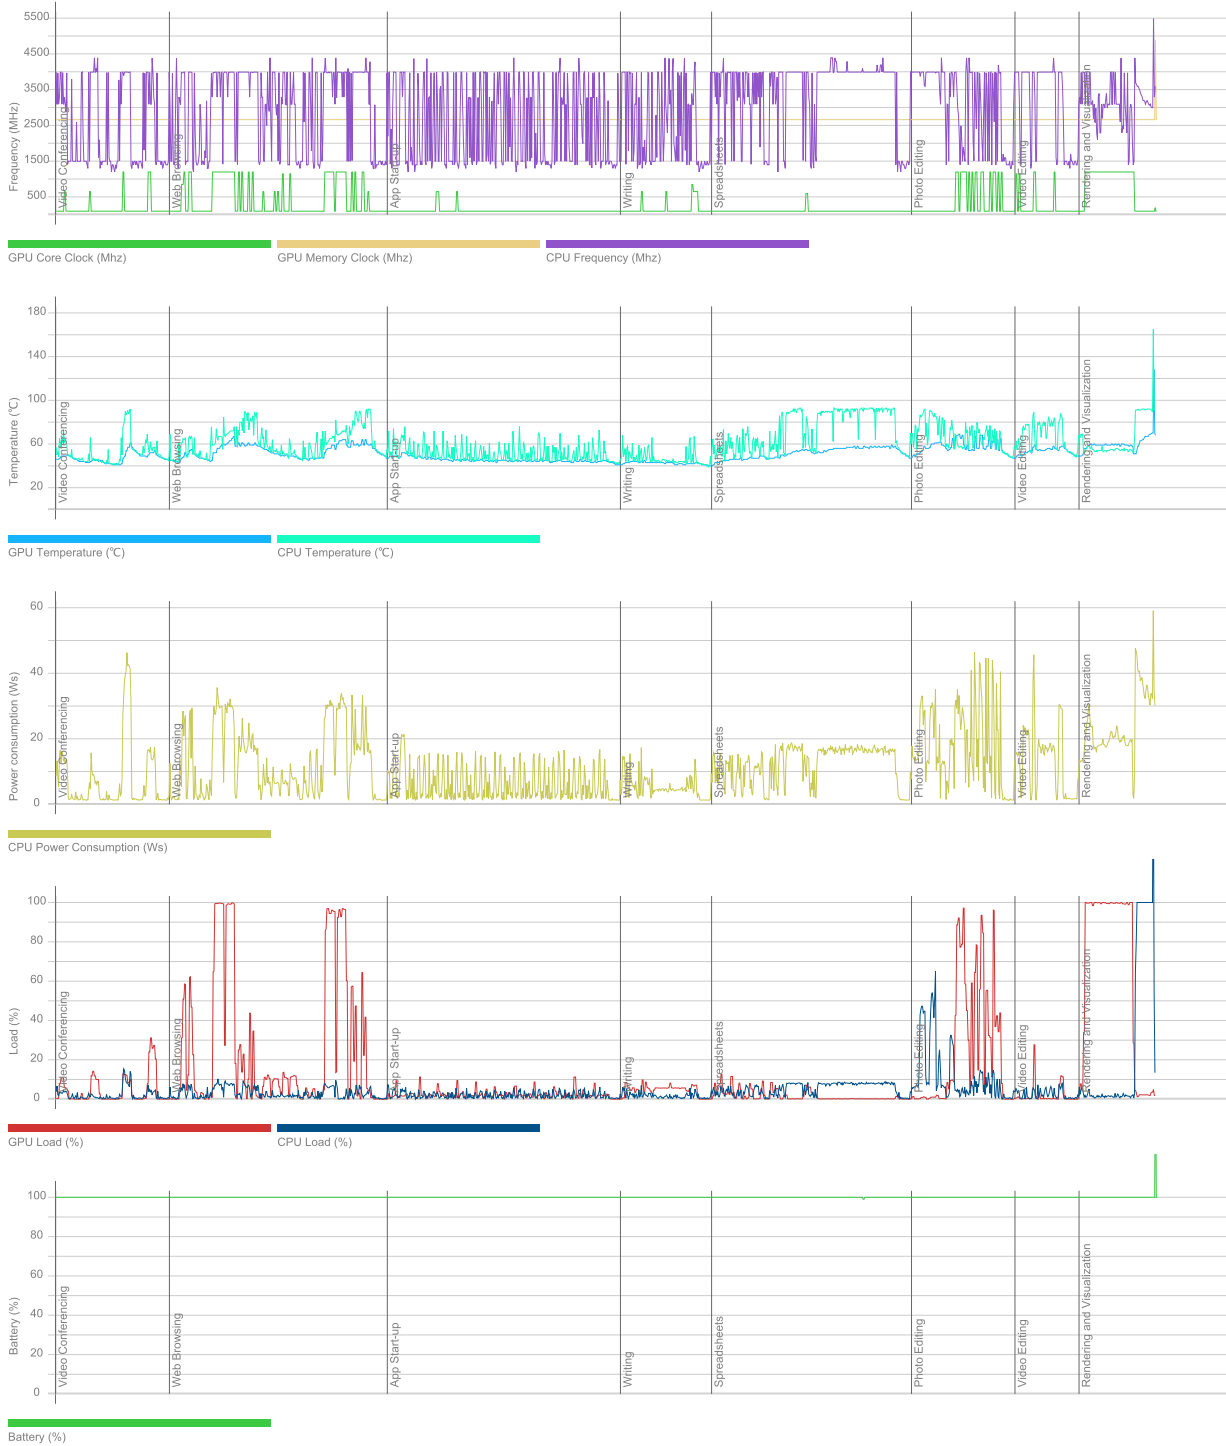 5500
4500
3500
2500
1500
500
Frequency (MHz)
Video Conferencing
Web Browsing
App Start-up
Writing
Spreadsheets
Photo Editing
Video Editing
Rendering and Visualization
GPU Core Clock (Mhz)
GPU Memory Clock (Mhz)
CPU Frequency (Mhz)
180
140
100
60
20
Temperature (°C)
Video Conferencing
Web Browsing
App Start-up
Writing
Spreadsheets
Photo Editing
Video Editing
Rendering and Visualization
GPU Temperature (°C)
CPU Temperature (°C)
60
40
20
0
Power consumption (Ws)
Video Conferencing
Web Browsing
App Start-up
Writing
Spreadsheets
Photo Editing
Video Editing
Rendering and Visualization
CPU Power Consumption (Ws)
100
80
60
40
20
0
Load (%)
Video Conferencing
Web Browsing
App Start-up
Writing
Spreadsheets
Photo Editing
Video Editing
Rendering and Visualization
GPU Load (%)
CPU Load (%)
100
80
60
40
20
0
Battery (%)
Video Conferencing
Web Browsing
App Start-up
Writing
Spreadsheets
Photo Editing
Video Editing
Rendering and Visualization
Battery (%)